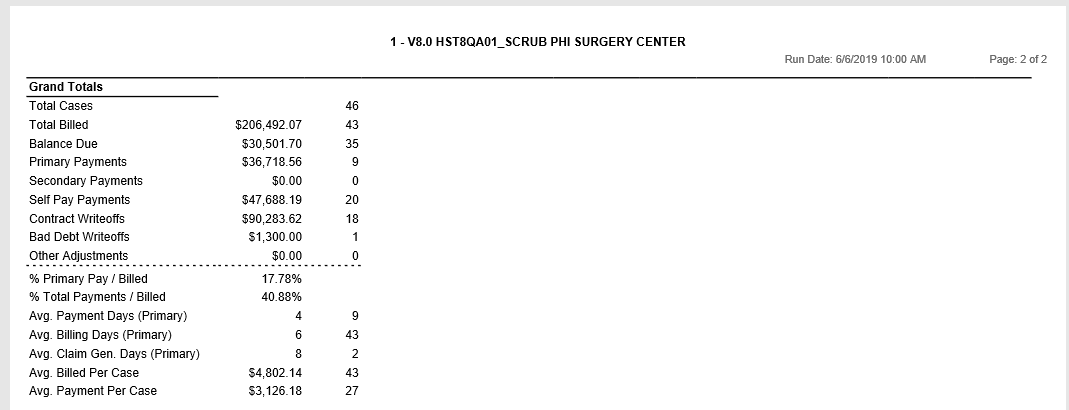 1 - V8.0 HST8QA01_SCRUB PHI SURGERY CENTER
Run Date: 6/6/2019 10:00 AM Page: 2 of 2
Grand Totals
Total Cases 46
Total Billed $206,492.07 43
Balance Due $30,501.70 35
Primary Payments $36,718.56 9
Secondary Payments $0.00 0
Self Pay Payments $47,688.19 20
Contract Writeoffs $90,283.62 18
Bad Debt Writeoffs $1,300.00 1
Other Adjustments $0.00 0
% Primary Pay / Billed 17.78%
% Total Payments / Billed 40.88%
Avg. Payment Days (Primary) 4 9
Avg. Billing Days (Primary) 6 43
Avg. Claim Gen. Days (Primary) 8 2
Avg. Billed Per Case $4,802.14 43
Avg. Payment Per Case $3,126.18 27